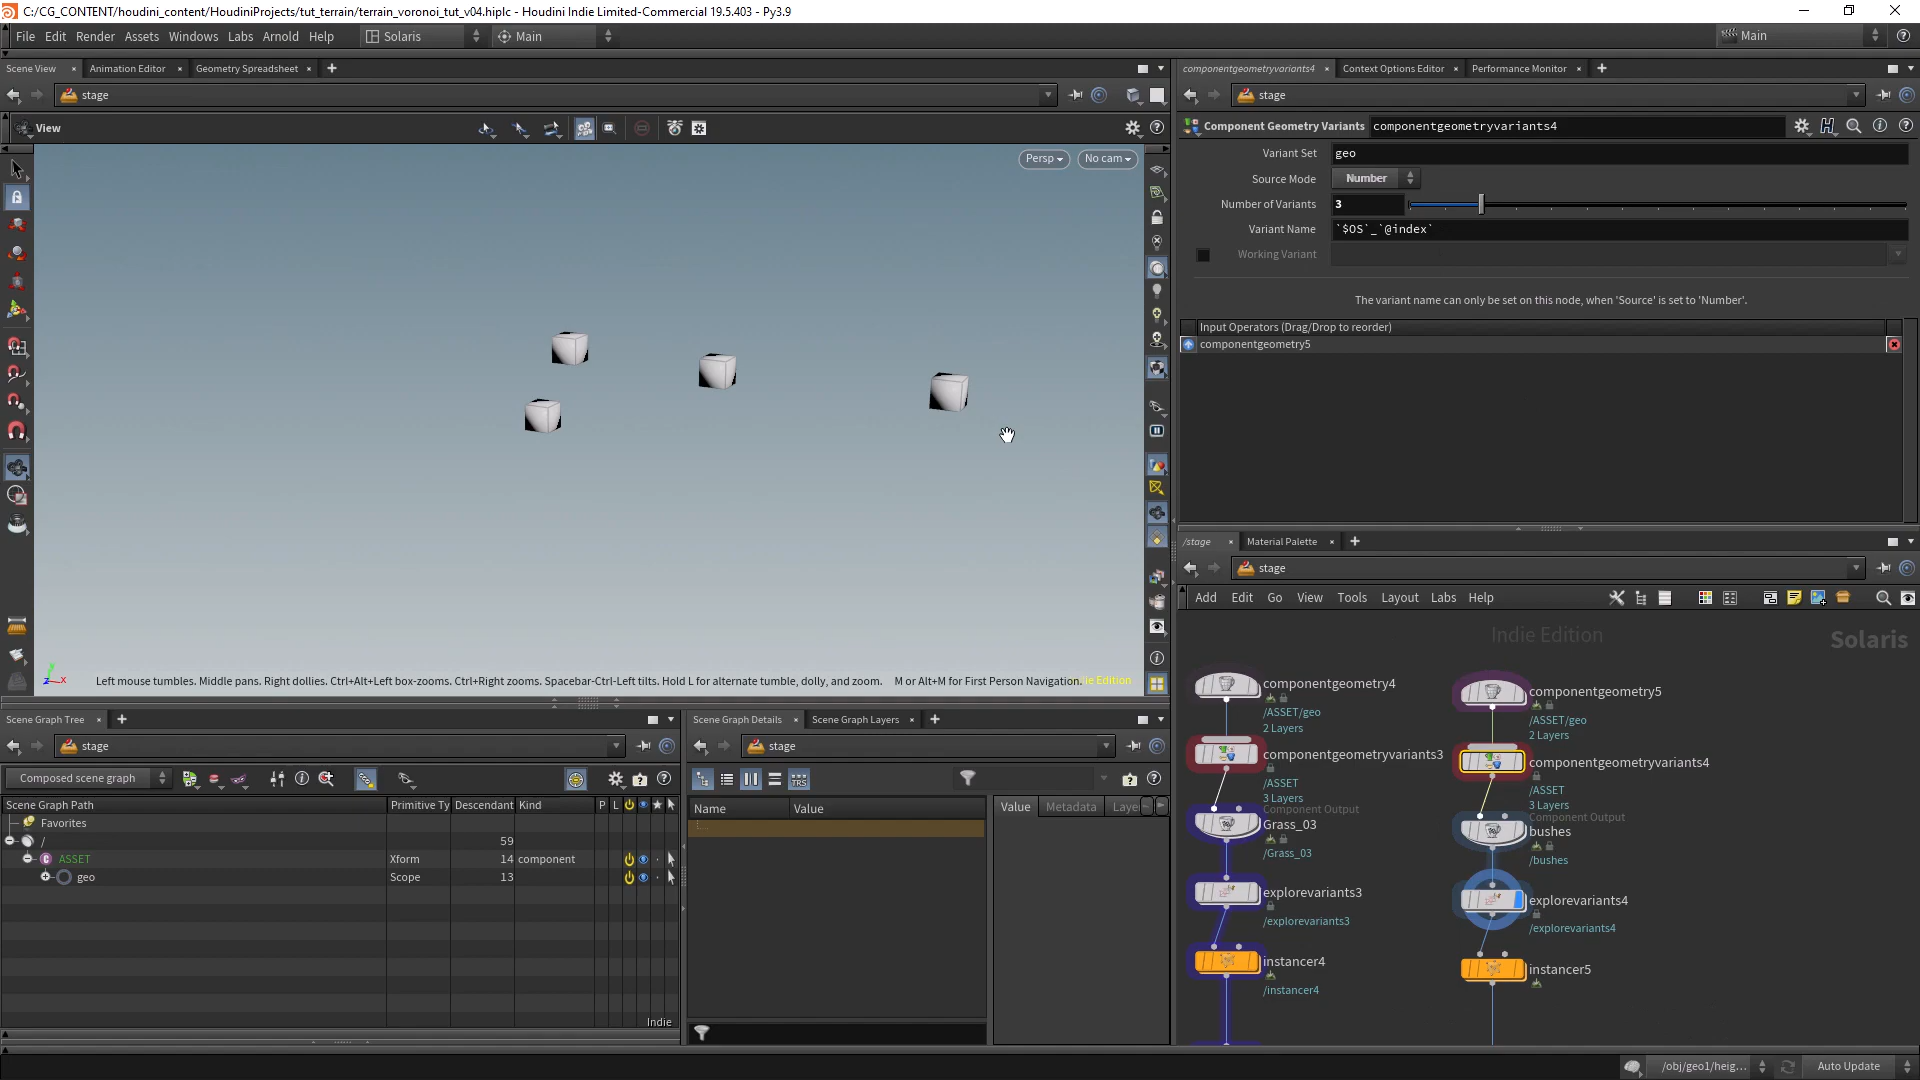 C:/CG_CONTENT/houdini_content/HoudiniProjects/tut_terrain/terrain_voronoi_tut_v04.hiplc - Houdini Indie Limited-Commercial 19.5.403 - Py3.9
File Edit Render Assets Windows Labs Arnold Help Solaris Main Main
Scene View Animation Editor Geometry Spreadsheet
stage
View
Persp No cam
Left mouse tumbles. Middle pans. Right dollies. Ctrl+Alt+Left box-zooms. Ctrl+Right zooms. Spacebar-Ctrl-Left tilts. Hold L for alternate tumble, dolly, and zoom. M or Alt+M for First Person Navigation.
componentgeometryvariants4 Context Options Editor Performance Monitor
stage
Component Geometry Variants componentgeometryvariants4
Variant Set geo
Source Mode Number
Number of Variants 3
Variant Name `$OS`_`@index`
Working Variant
The variant name can only be set on this node, when 'Source' is set to 'Number'.
Input Operators (Drag/Drop to reorder)
componentgeometry5
/stage Material Palette
stage
Add Edit Go View Tools Layout Labs Help
Indie Edition
Solaris
componentgeometry4
/ASSET/geo
2 Layers
componentgeometryvariants3
/ASSET
3 Layers
Component Output
Grass_03
/Grass_03
explorevariants3
/explorevariants3
instancer4
/instancer4
componentgeometry5
/ASSET/geo
2 Layers
componentgeometryvariants4
/ASSET
3 Layers
Component Output
bushes
/bushes
explorevariants4
/explorevariants4
instancer5
Scene Graph Tree
stage
Composed scene graph
Scene Graph Path Primitive Ty Descendant Kind P L
Favorites
/ 59
ASSET Xform 14 component
geo Scope 13
Indie
Scene Graph Details Scene Graph Layers
stage
Name Value
Value Metadata Laye
/obj/geo1/heig... Auto Update